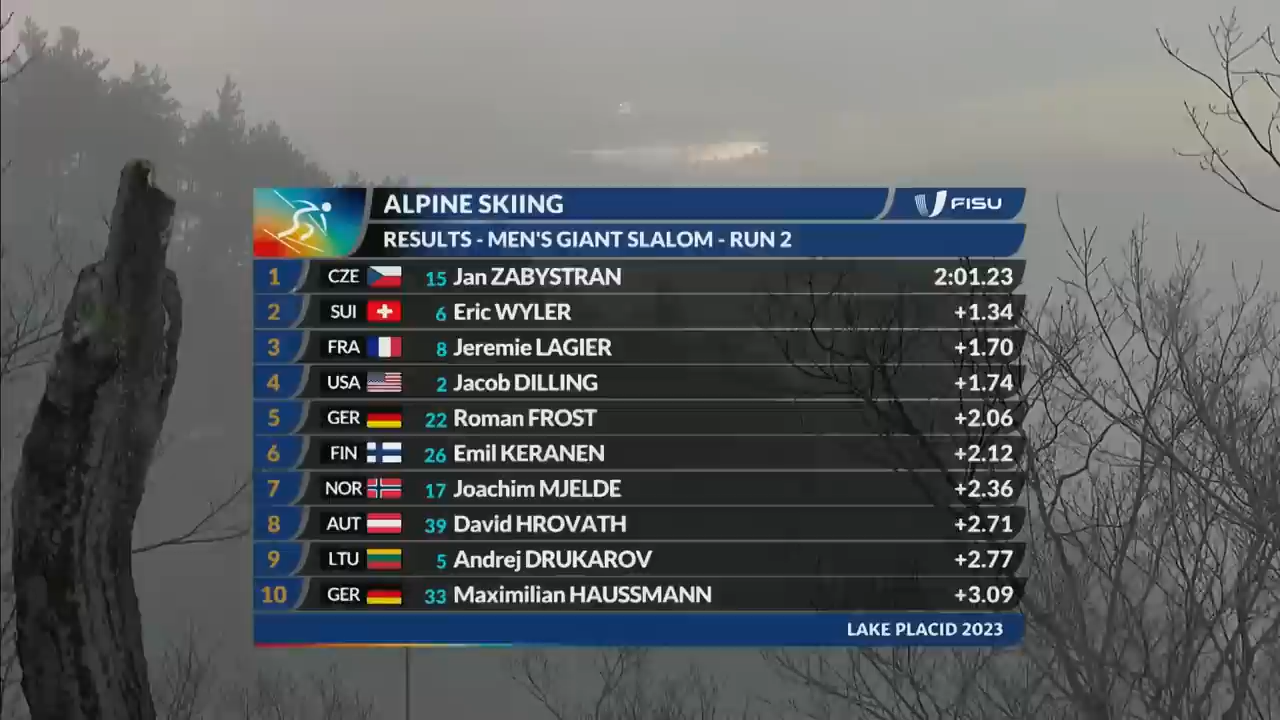 ALPINE SKIING FISU
RESULTS - MEN'S GIANT SLALOM - RUN 2
1 CZE 15 Jan ZABYSTRAN 2:01.23
2 SUI 6 Eric WYLER +1.34
3 FRA 8 Jeremie LAGIER +1.70
4 USA 2 Jacob DILLING +1.74
5 GER 22 Roman FROST +2.06
6 FIN 26 Emil KERANEN +2.12
7 NOR 17 Joachim MJELDE +2.36
8 AUT 39 David HROVATH +2.71
9 LTU 5 Andrej DRUKAROV +2.77
10 GER 33 Maximilian HAUSSMANN +3.09
LAKE PLACID 2023